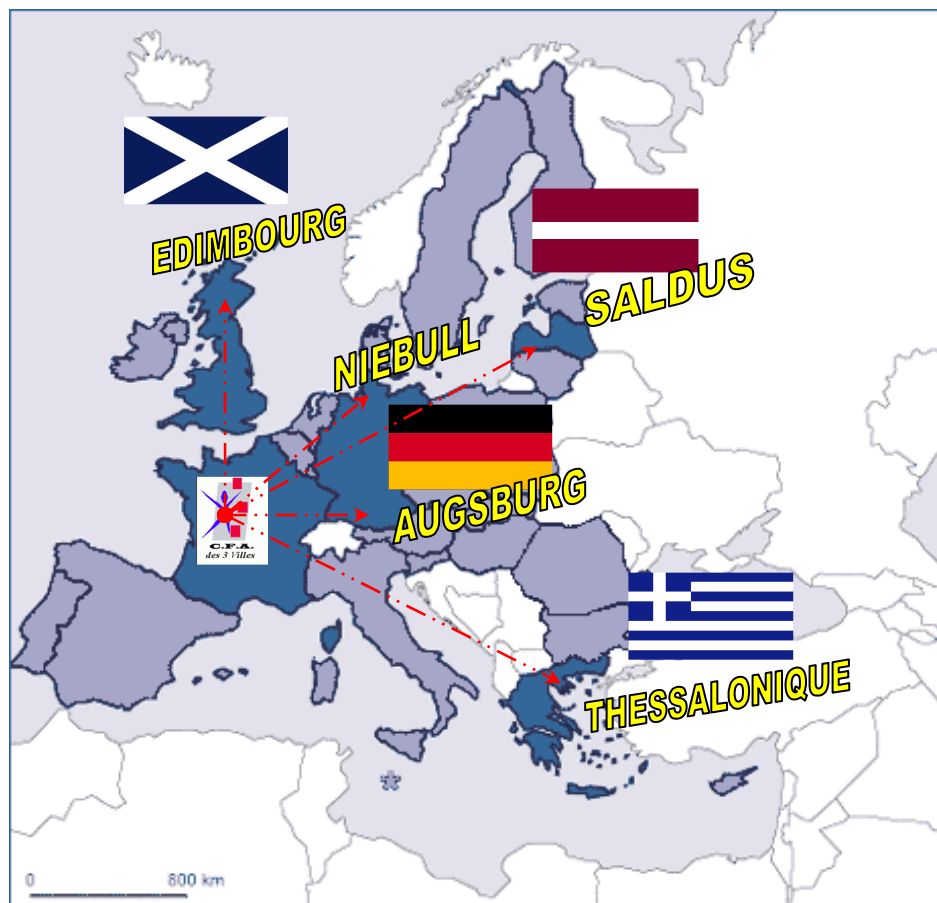 EDIMBOURG
SALDUS
NIEBULL
AUGSBURG
C.F.A.
des 3 Villes
THESSALONIQUE
0 800 km